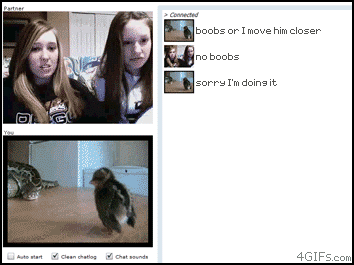 Partner
> Connected
boobs or I move him closer
no boobs
sorry I'm doing it
You
Auto start Clean chatlog Chat sounds
4GIFs.com